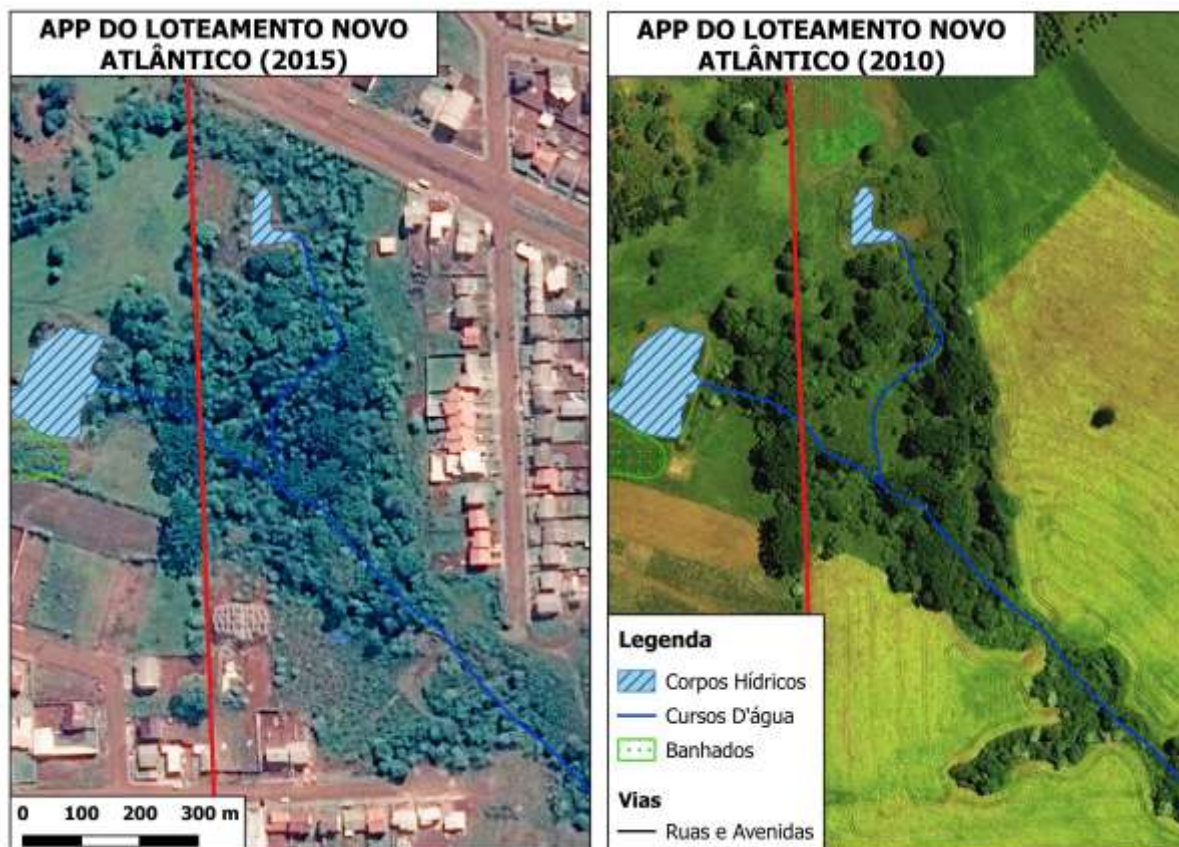 APP DO LOTEAMENTO NOVO
ATLÂNTICO (2015)
APP DO LOTEAMENTO NOVO
ATLÂNTICO (2010)
Legenda
Corpos Hídricos
Cursos D'água
Banhados
Vias
Ruas e Avenidas
0 100 200 300 m